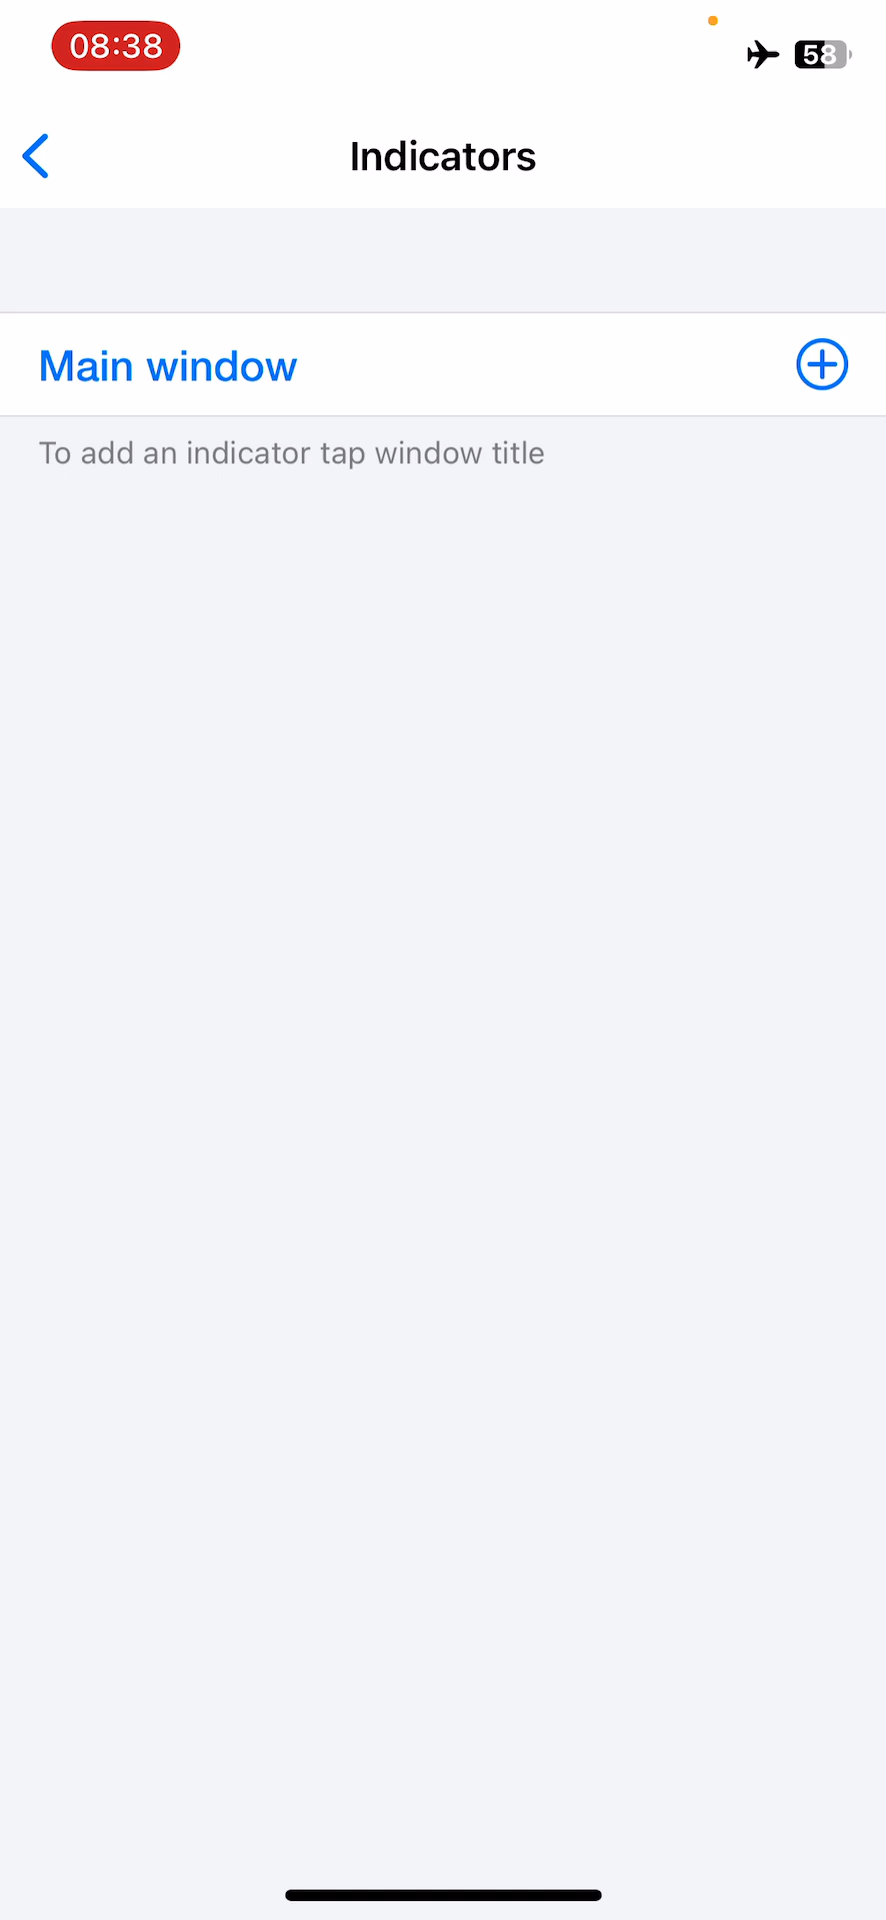 08:38
58
Indicators
Main window
To add an indicator tap window title